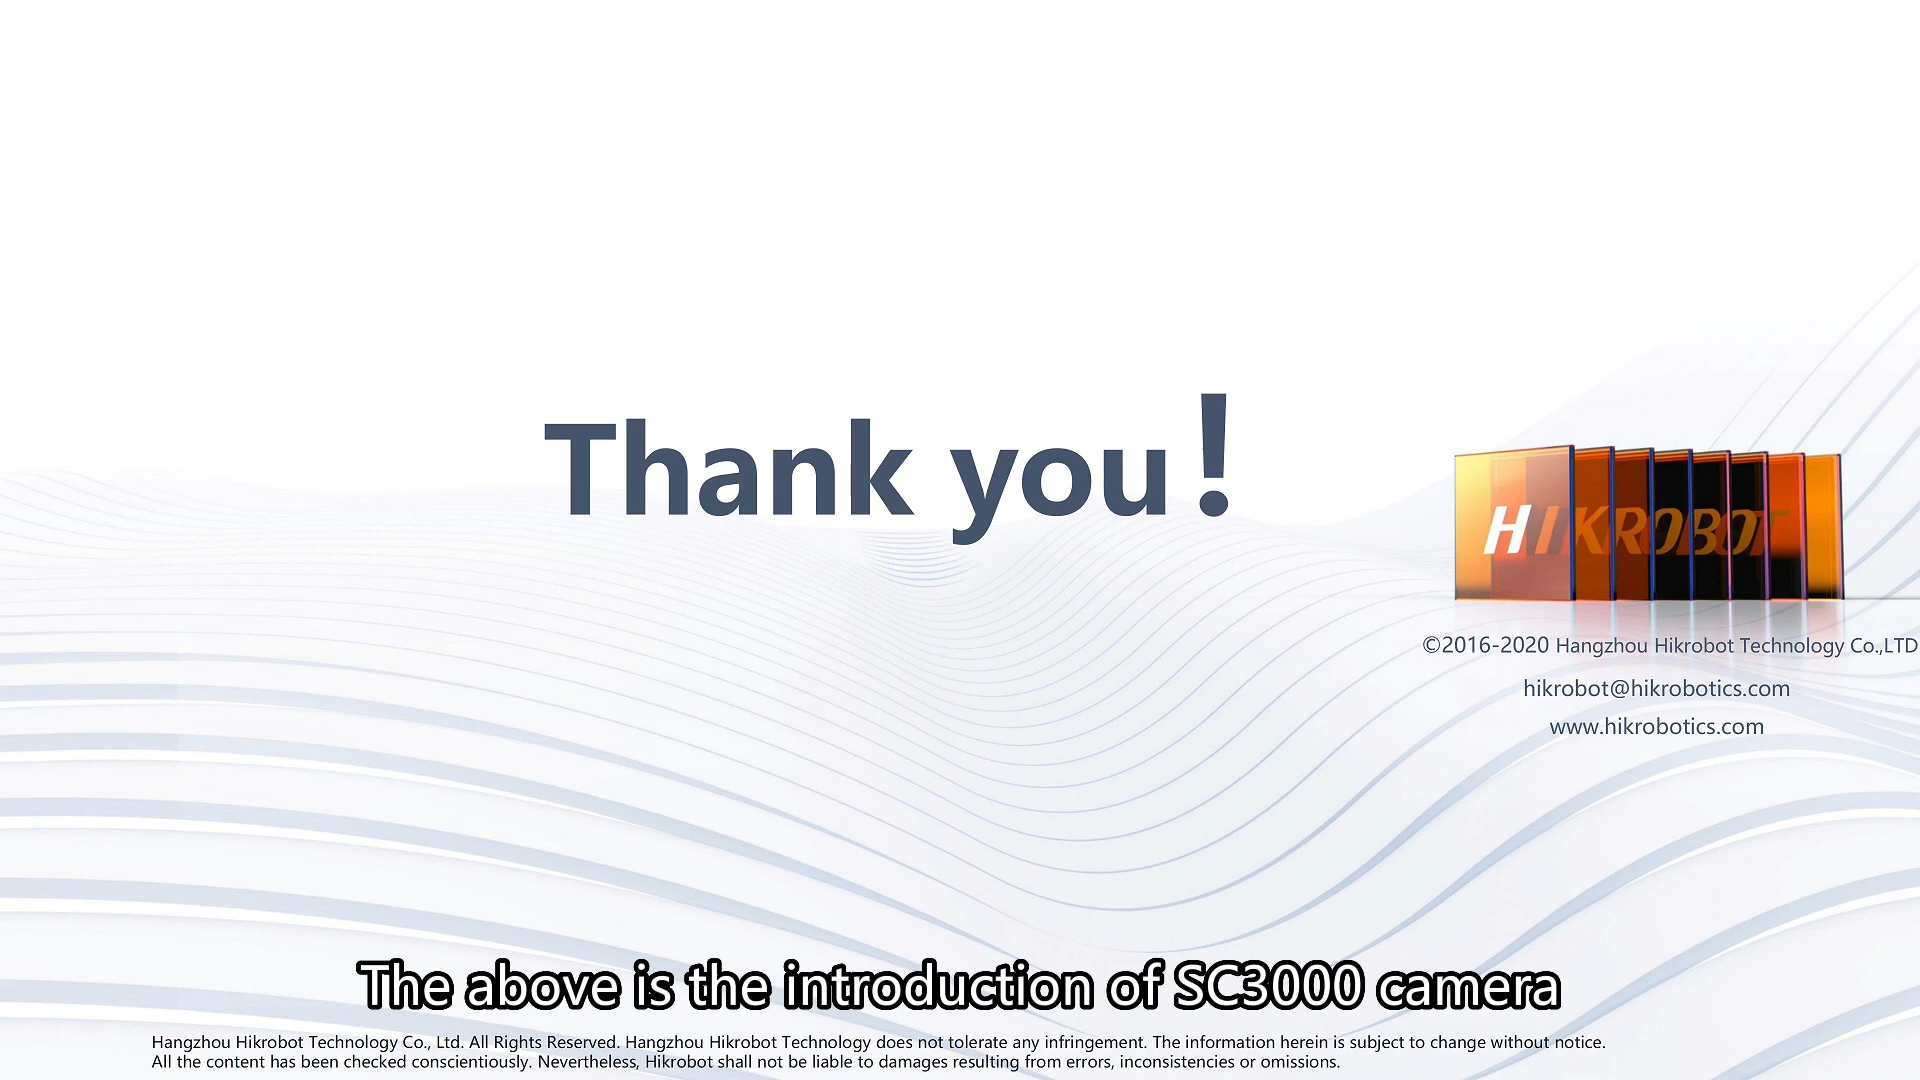 Thank you!
HIKROBOT
©2016-2020 Hangzhou Hikrobot Technology Co.,LTD
hikrobot@hikrobotics.com
www.hikrobotics.com
The above is the introduction of SC3000 camera
Hangzhou Hikrobot Technology Co., Ltd. All Rights Reserved. Hangzhou Hikrobot Technology does not tolerate any infringement. The information herein is subject to change without notice.
All the content has been checked conscientiously. Nevertheless, Hikrobot shall not be liable to damages resulting from errors, inconsistencies or omissions.